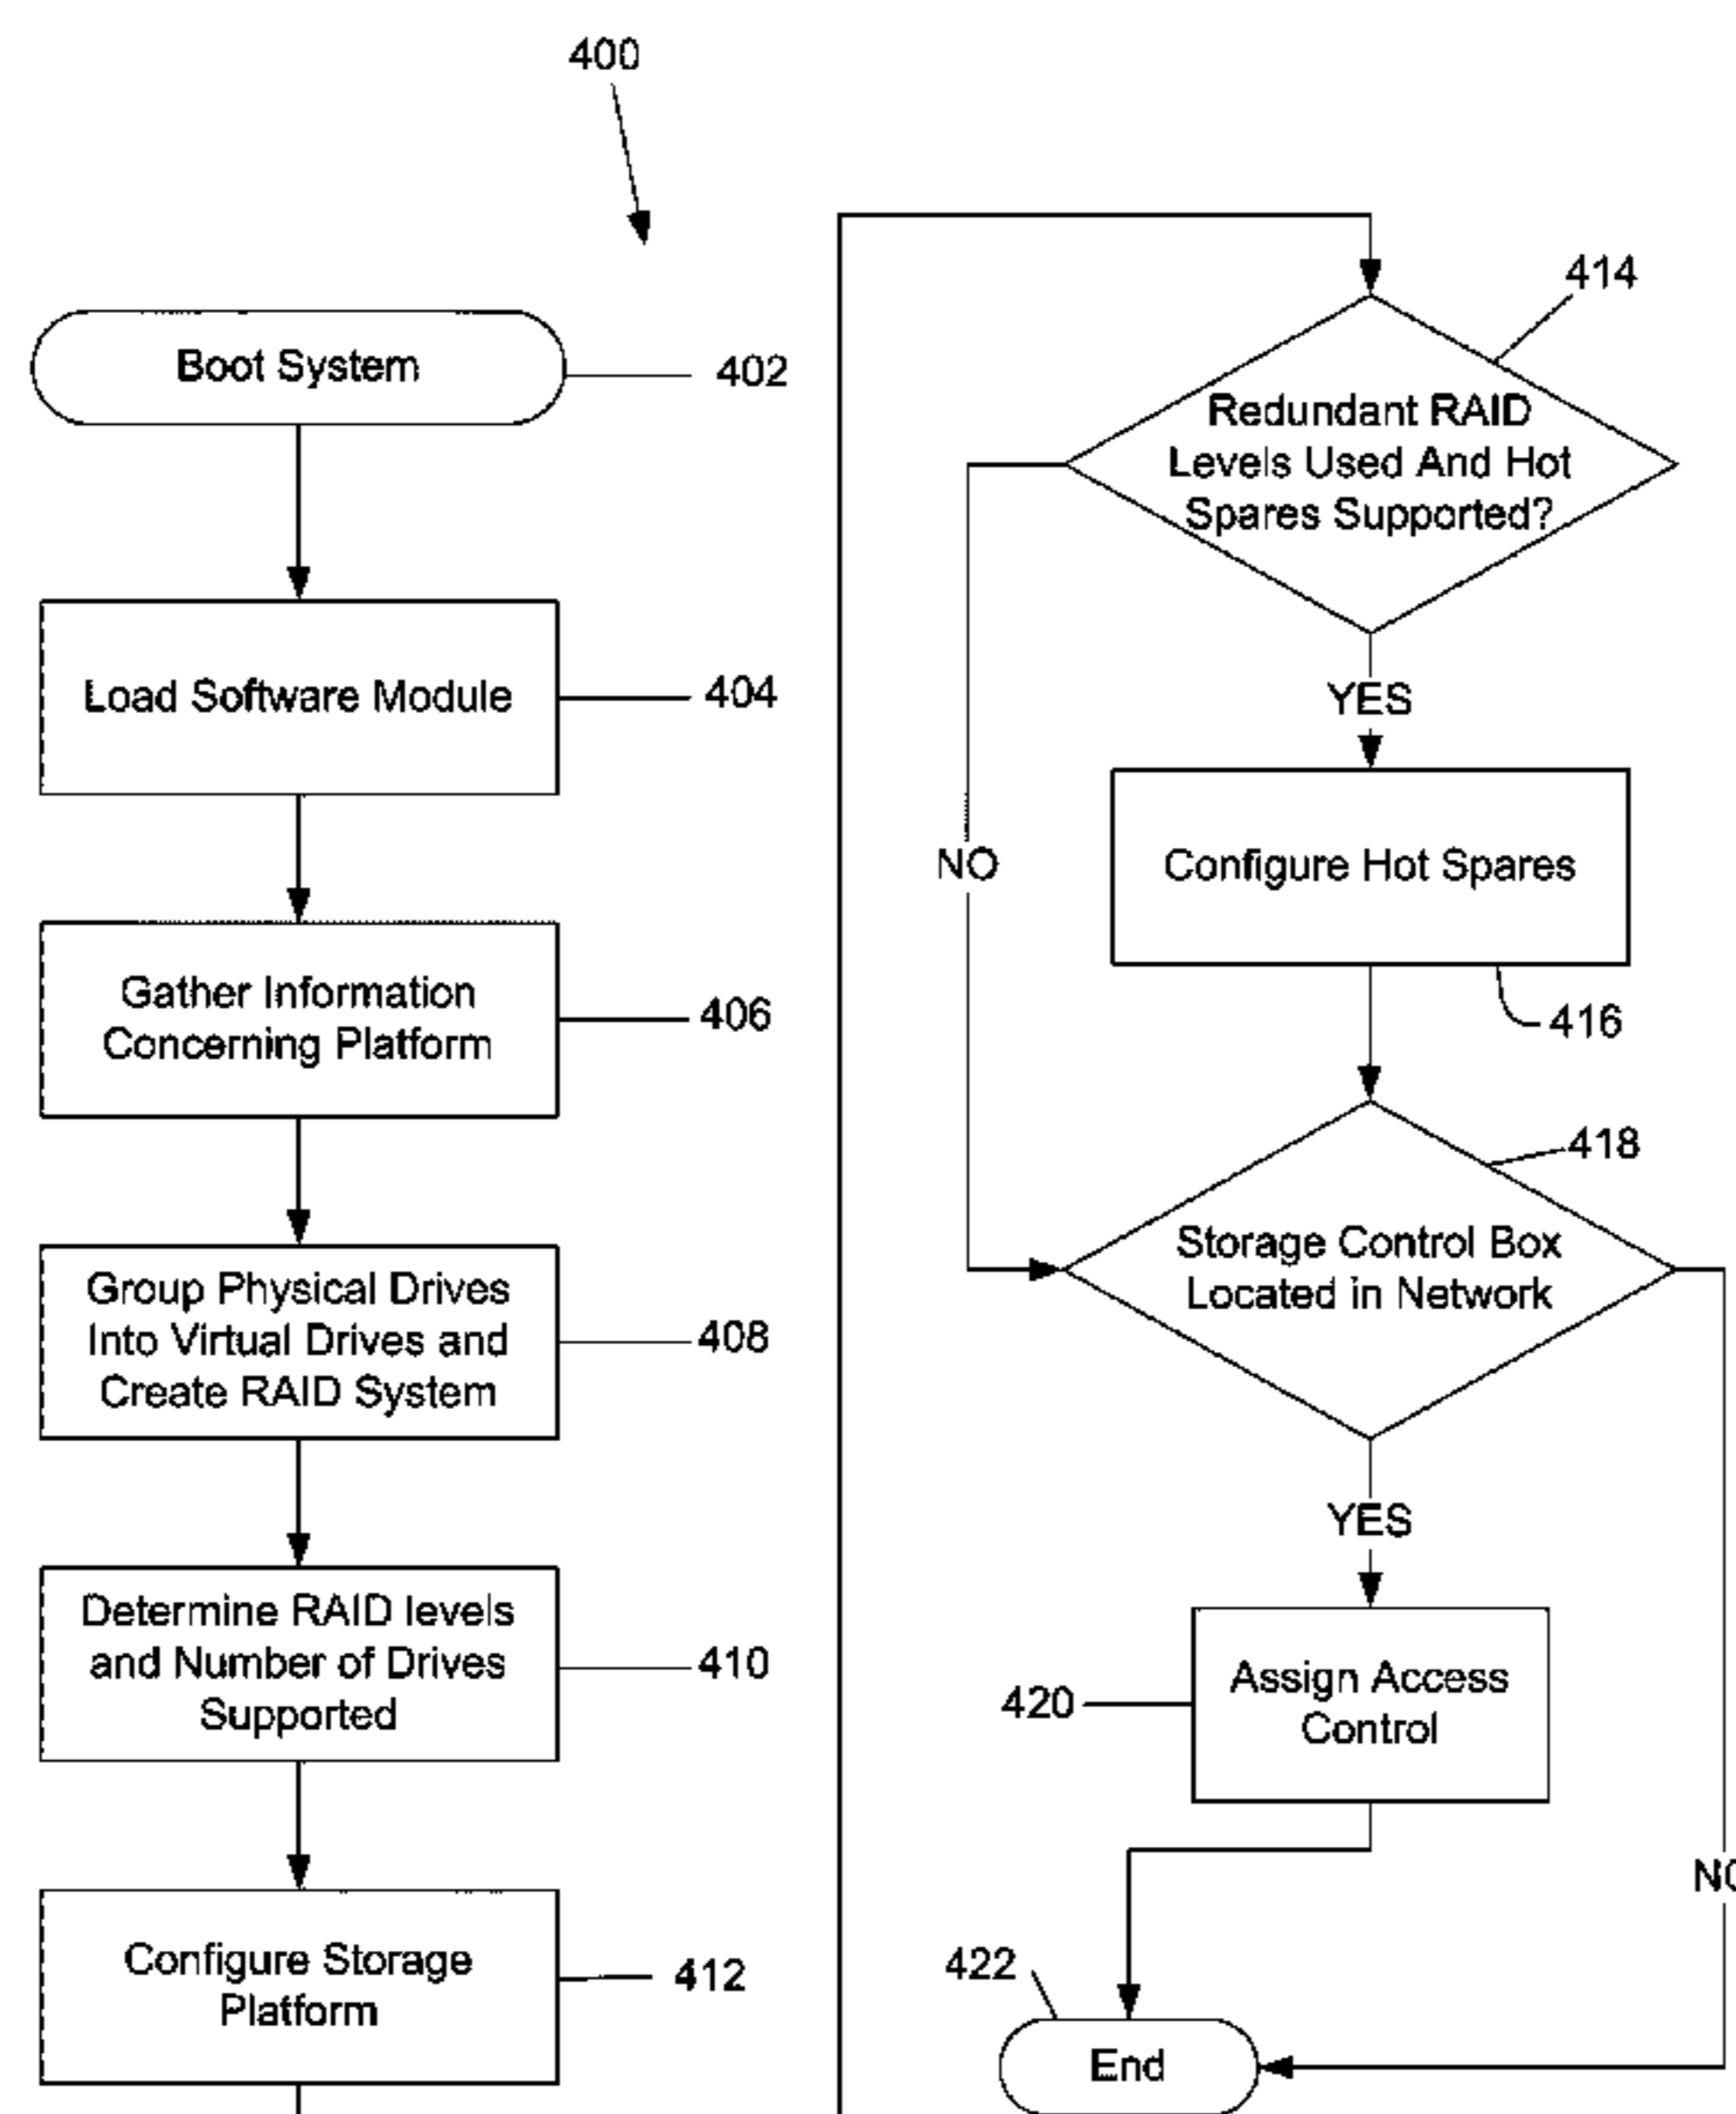 400
Boot System
402
Load Software Module
404
Gather Information
Concerning Platform
406
Group Physical Drives
Into Virtual Drives and
Create RAID System
408
Determine RAID levels
and Number of Drives
Supported
410
Configure Storage
Platform
412
414
Redundant RAID
Levels Used And Hot
Spares Supported?
YES
NO
Configure Hot Spares
416
418
Storage Control Box
Located in Network
YES
420
Assign Access
Control
NO
422
End